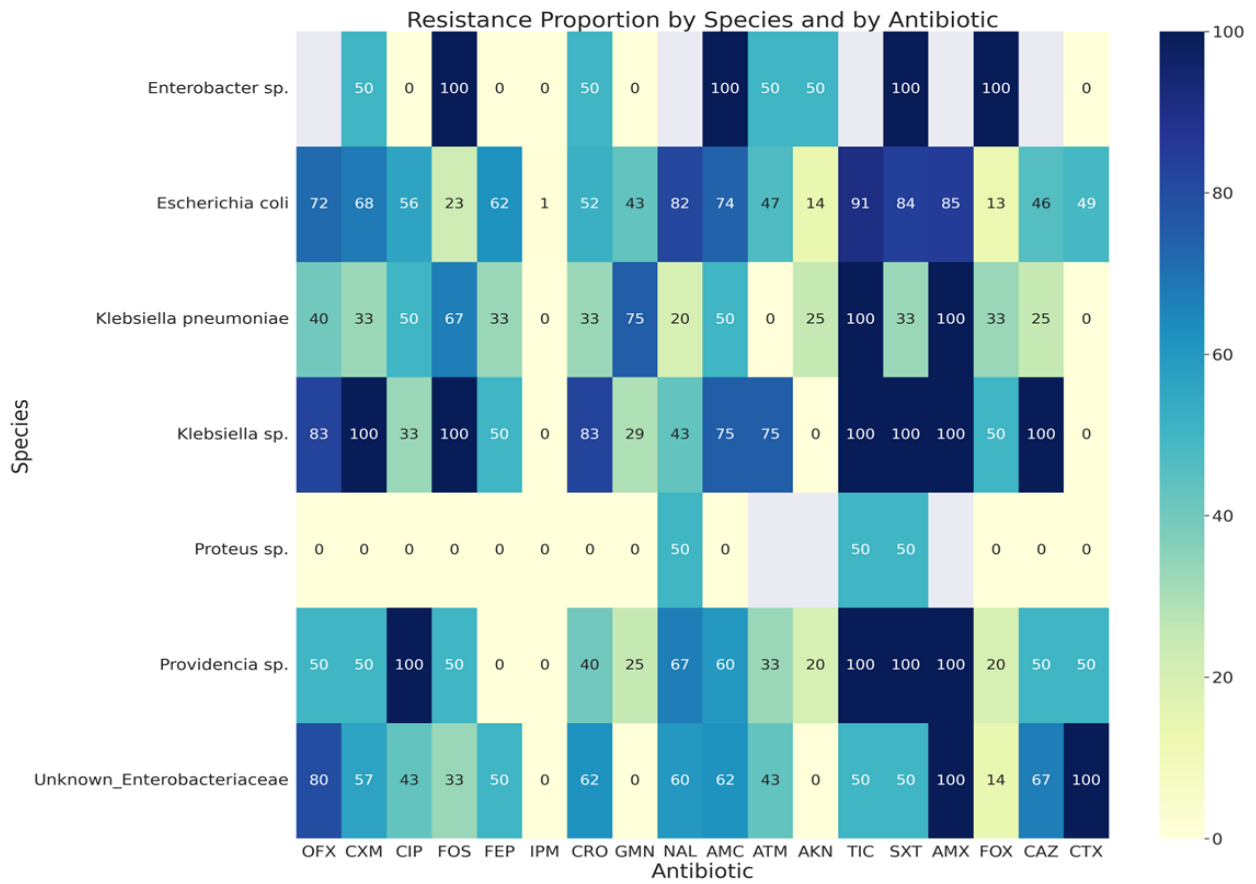 Resistance Proportion by Species and by Antibiotic
Enterobacter sp. 50 0 100 0 0 50 0 100 50 50 100 100 0
Escherichia coli 72 68 56 23 62 1 52 43 82 74 47 14 91 84 85 13 46 49
Klebsiella pneumoniae 40 33 50 67 33 0 33 75 20 50 0 25 100 33 100 33 25 0
Klebsiella sp. 83 100 33 100 50 0 83 29 43 75 75 0 100 100 100 50 100 0
Proteus sp. 0 0 0 0 0 0 0 0 50 0 50 50 0 0 0
Providencia sp. 50 50 100 50 0 0 40 25 67 60 33 20 100 100 100 20 50 50
Unknown_Enterobacteriaceae 80 57 43 33 50 0 62 0 60 62 43 0 50 50 100 14 67 100
OFX CXM CIP FOS FEP IPM CRO GMN NAL AMC ATM AKN TIC SXT AMX FOX CAZ CTX
Antibiotic
Species
100
80
60
40
20
0